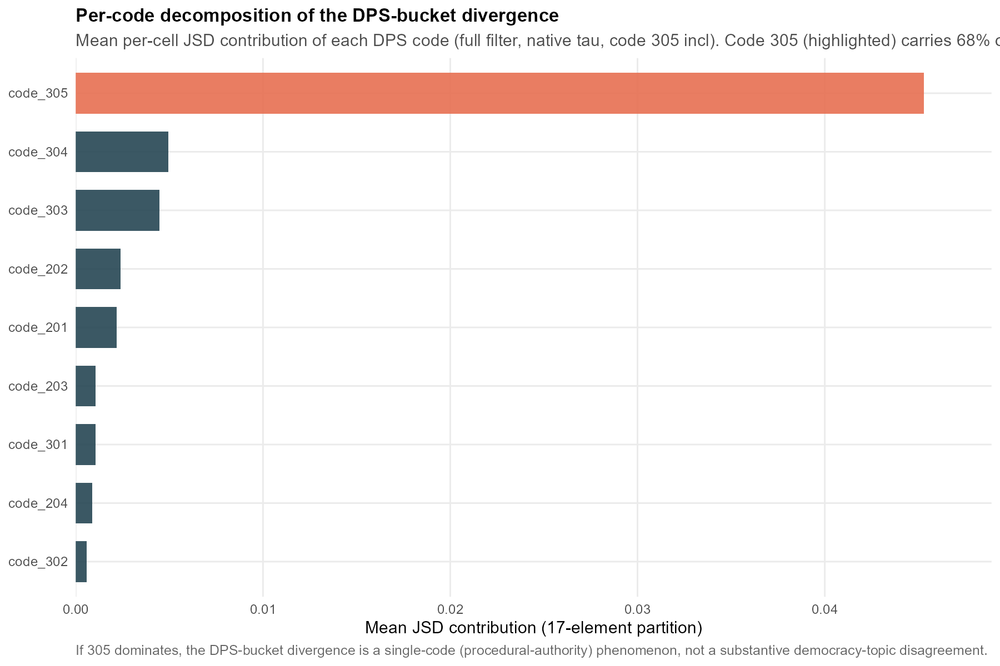 Per-code decomposition of the DPS-bucket divergence
Mean per-cell JSD contribution of each DPS code (full filter, native tau, code 305 incl). Code 305 (highlighted) carries 68%
code_305
code_304
code_303
code_202
code_201
code_203
code_301
code_204
code_302
0.00 0.01 0.02 0.03 0.04
Mean JSD contribution (17-element partition)
If 305 dominates, the DPS-bucket divergence is a single-code (procedural-authority) phenomenon, not a substantive democracy-topic disagreement.